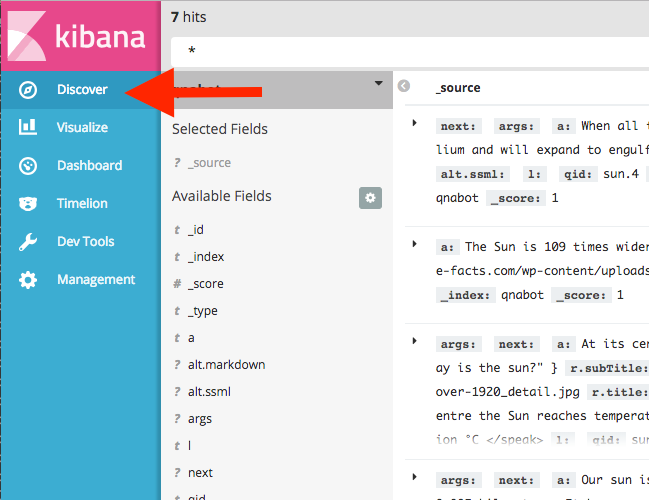 kibana
Discover
Visualize
Dashboard
Timelion
Dev Tools
Management
7 hits
*
Selected Fields
? _source
Available Fields
t _id
t _index
# _score
t _type
t a
t alt.markdown
t alt.ssml
t args
t l
? next
_source
next: args: a: When all t
lium and will expand to engulf
alt.ssml: l: qid: sun.4
qnabot _score: 1
a: The Sun is 109 times wider
e-facts.com/wp-content/uploads
_index: qnabot _score: 1
args: next: a: At its cen
ay is the sun?" } r.subTitle:
over-1920_detail.jpg r.title:
entre the Sun reaches temperat
ion °C </speak> l: qid: sun
args: next: a: Our sun is